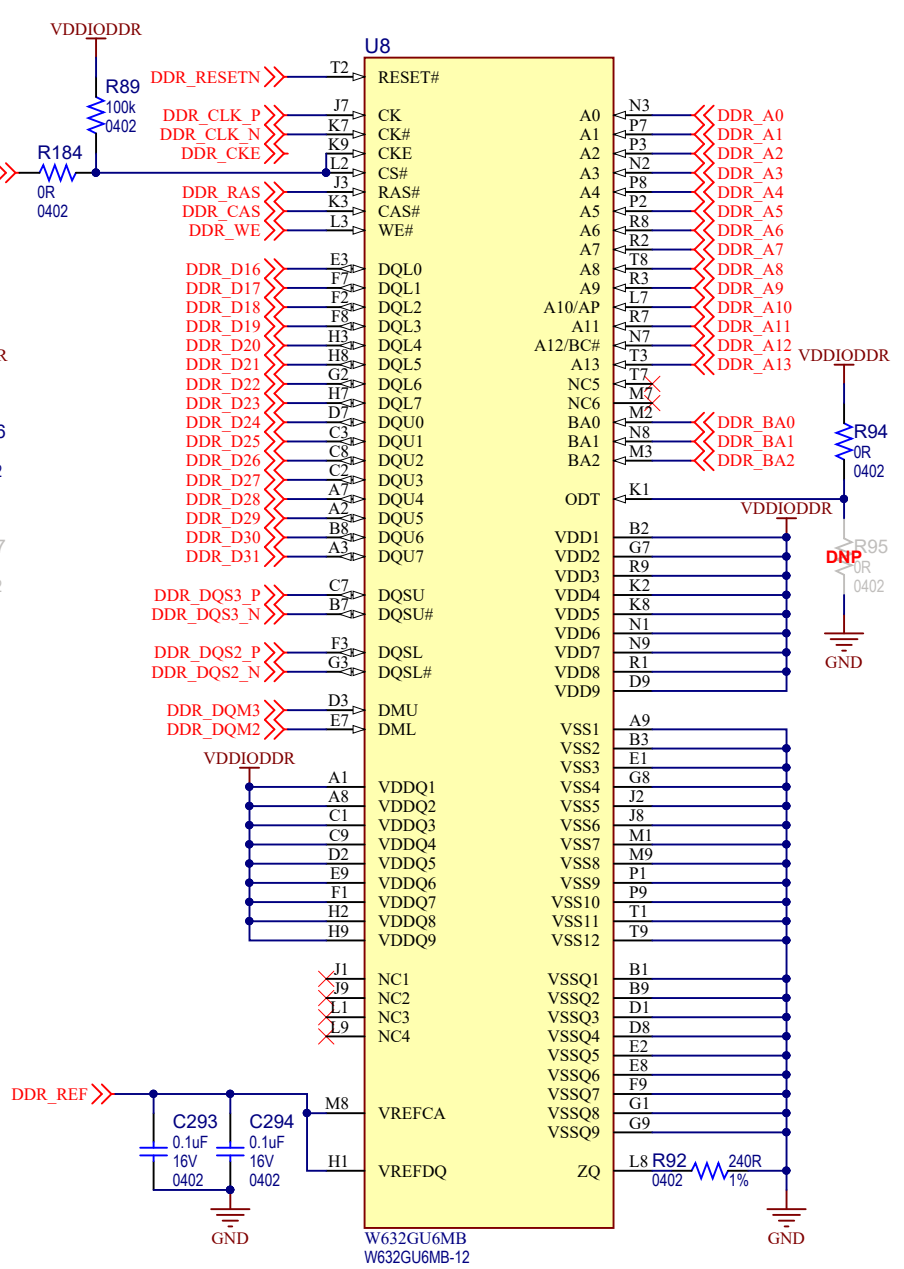 VDDIODDR
U8
R89
100k
0402
R184
0R
0402
DDR_RESETN T2 RESET#
DDR_CLK_P J7 CK
DDR_CLK_N K7 CK#
DDR_CKE K9 CKE
L2 CS#
DDR_RAS J3 RAS#
DDR_CAS K3 CAS#
DDR_WE L3 WE#
DDR_D16 E3 DQL0
DDR_D17 F7 DQL1
DDR_D18 F2 DQL2
DDR_D19 F8 DQL3
DDR_D20 H3 DQL4
DDR_D21 H8 DQL5
DDR_D22 G2 DQL6
DDR_D23 H7 DQL7
DDR_D24 D7 DQU0
DDR_D25 C3 DQU1
DDR_D26 C8 DQU2
DDR_D27 C2 DQU3
DDR_D28 A7 DQU4
DDR_D29 A2 DQU5
DDR_D30 B8 DQU6
DDR_D31 A3 DQU7
DDR_DQS3_P C7 DQSU
DDR_DQS3_N B7 DQSU#
DDR_DQS2_P F3 DQSL
DDR_DQS2_N G3 DQSL#
DDR_DQM3 D3 DMU
DDR_DQM2 E7 DML
VDDIODDR
A1 VDDQ1
A8 VDDQ2
C1 VDDQ3
C9 VDDQ4
D2 VDDQ5
E9 VDDQ6
F1 VDDQ7
H2 VDDQ8
H9 VDDQ9
J1 NC1
J9 NC2
L1 NC3
L9 NC4
DDR_REF
M8 VREFCA
H1 VREFDQ
C293
0.1uF
16V
0402
C294
0.1uF
16V
0402
GND
A0 N3 DDR_A0
A1 P7 DDR_A1
A2 P3 DDR_A2
A3 N2 DDR_A3
A4 P8 DDR_A4
A5 P2 DDR_A5
A6 R8 DDR_A6
A7 R2 DDR_A7
A8 T8 DDR_A8
A9 R3 DDR_A9
A10/AP L7 DDR_A10
A11 R7 DDR_A11
A12/BC# N7 DDR_A12
A13 T3 DDR_A13
NC5 T7
NC6 M7
BA0 M2 DDR_BA0
BA1 N8 DDR_BA1
BA2 M3 DDR_BA2
ODT K1
VDDIODDR
R94
0R
0402
DNP
R95
0R
0402
GND
VDDIODDR
VDD1 B2
VDD2 G7
VDD3 R9
VDD4 K2
VDD5 K8
VDD6 N1
VDD7 N9
VDD8 R1
VDD9 D9
VSS1 A9
VSS2 B3
VSS3 E1
VSS4 G8
VSS5 J2
VSS6 J8
VSS7 M1
VSS8 M9
VSS9 P1
VSS10 P9
VSS11 T1
VSS12 T9
VSSQ1 B1
VSSQ2 B9
VSSQ3 D1
VSSQ4 D8
VSSQ5 E2
VSSQ6 E8
VSSQ7 F9
VSSQ8 G1
VSSQ9 G9
ZQ L8
R92
0402
240R
1%
GND
W632GU6MB
W632GU6MB-12